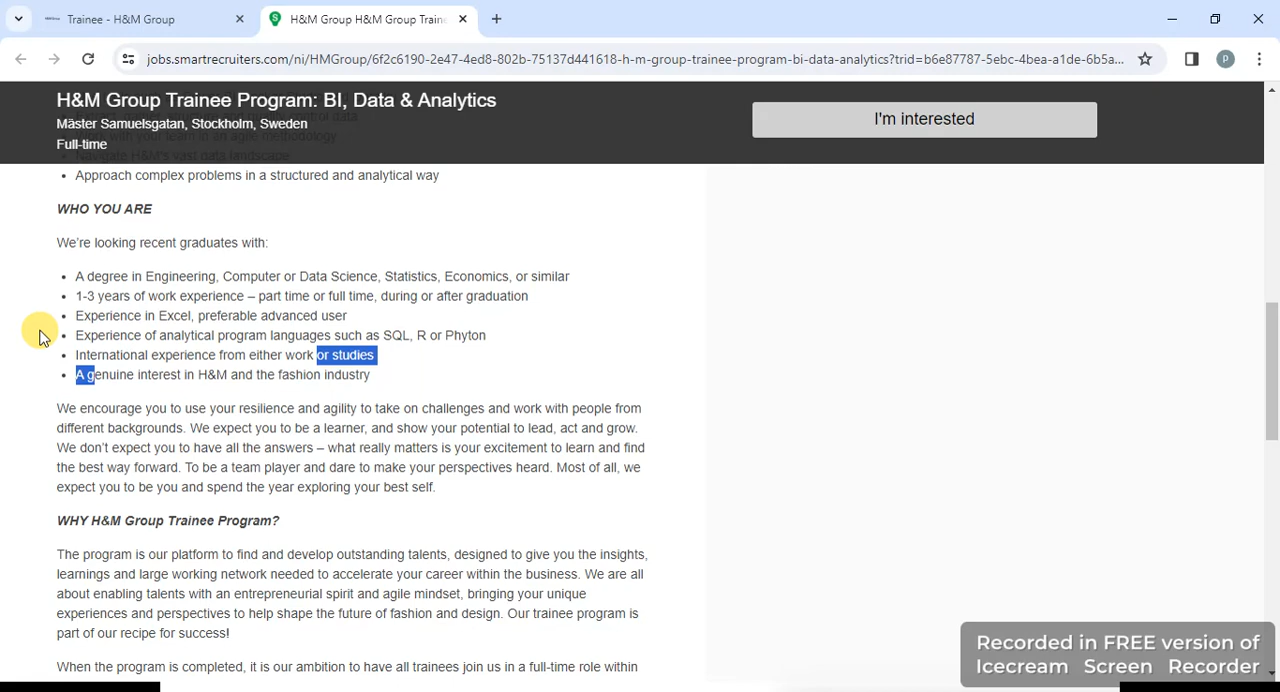 Trainee - H&M Group
H&M Group H&M Group Train
jobs.smartrecruiters.com/ni/HMGroup/6f2c6190-2e47-4ed8-802b-75137d441618-h-m-group-trainee-program-bi-data-analytics?trid=b6e87787-5ebc-4bea-a1de-6b5a...
P
H&M Group Trainee Program: BI, Data & Analytics
Mäster Samuelsgatan, Stockholm, Sweden
Full-time
I'm interested
Work with your team in an agile methodology
Navigate H&M's vast data landscape
• Approach complex problems in a structured and analytical way
WHO YOU ARE
We're looking recent graduates with:
• A degree in Engineering, Computer or Data Science, Statistics, Economics, or similar
• 1-3 years of work experience – part time or full time, during or after graduation
• Experience in Excel, preferable advanced user
• Experience of analytical program languages such as SQL, R or Phyton
• International experience from either work or studies
• A genuine interest in H&M and the fashion industry
We encourage you to use your resilience and agility to take on challenges and work with people from
different backgrounds. We expect you to be a learner, and show your potential to lead, act and grow.
We don't expect you to have all the answers – what really matters is your excitement to learn and find
the best way forward. To be a team player and dare to make your perspectives heard. Most of all, we
expect you to be you and spend the year exploring your best self.
WHY H&M Group Trainee Program?
The program is our platform to find and develop outstanding talents, designed to give you the insights,
learnings and large working network needed to accelerate your career within the business. We are all
about enabling talents with an entrepreneurial spirit and agile mindset, bringing your unique
experiences and perspectives to help shape the future of fashion and design. Our trainee program is
part of our recipe for success!
When the program is completed, it is our ambition to have all trainees join us in a full-time role within
Recorded in FREE version of
Icecream Screen Recorder